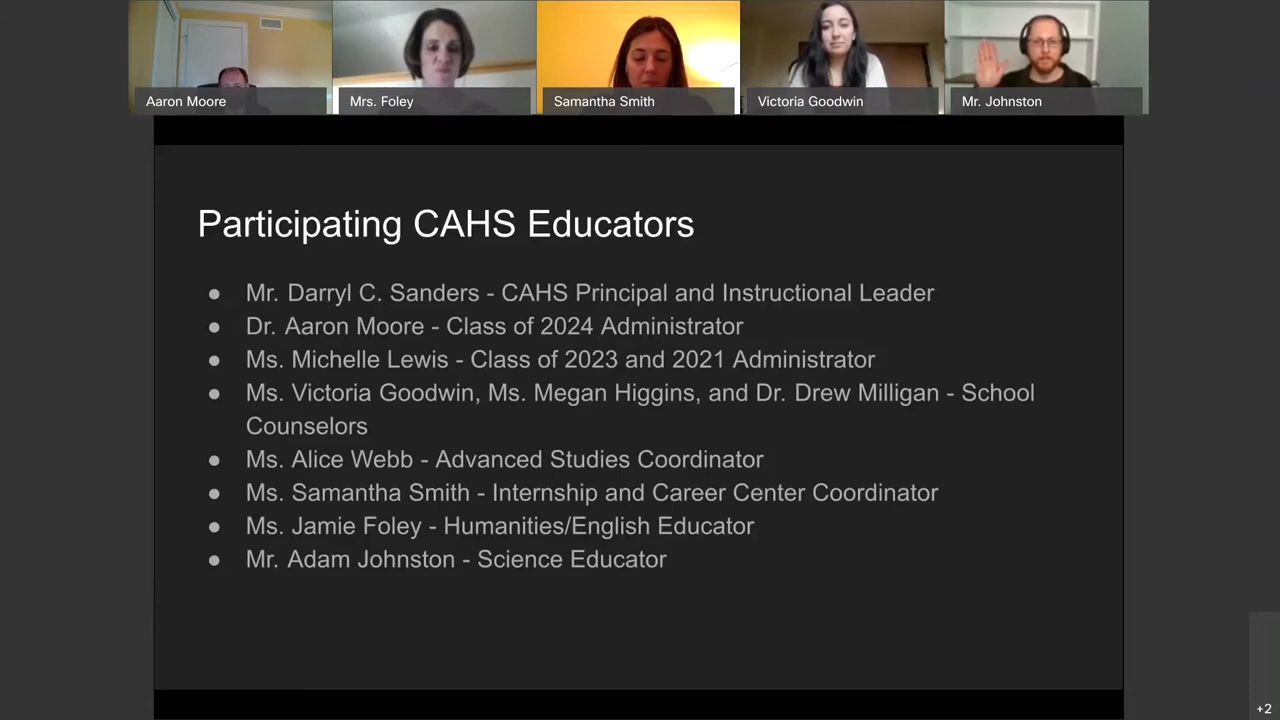 Aaron Moore
Mrs. Foley
Samantha Smith
Victoria Goodwin
Mr. Johnston
Participating CAHS Educators
● Mr. Darryl C. Sanders - CAHS Principal and Instructional Leader
● Dr. Aaron Moore - Class of 2024 Administrator
● Ms. Michelle Lewis - Class of 2023 and 2021 Administrator
● Ms. Victoria Goodwin, Ms. Megan Higgins, and Dr. Drew Milligan - School
Counselors
● Ms. Alice Webb - Advanced Studies Coordinator
● Ms. Samantha Smith - Internship and Career Center Coordinator
● Ms. Jamie Foley - Humanities/English Educator
● Mr. Adam Johnston - Science Educator
+2